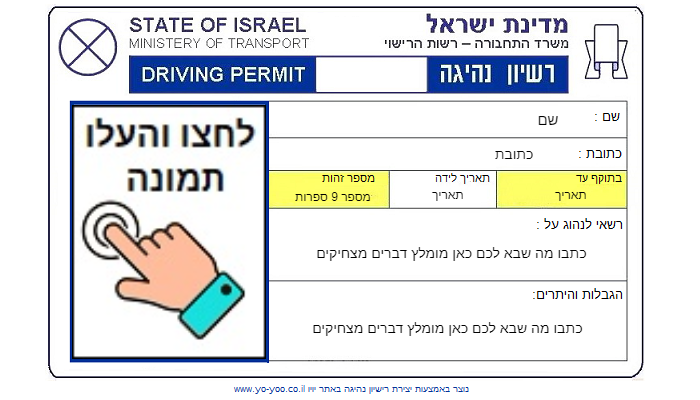 STATE OF ISRAEL
MINISTRY OF TRANSPORT
מדינת ישראל
משרד התחבורה – רשות הרישוי
DRIVING PERMIT
רשיון נהיגה
לחצו והעלו
תמונה
שם : שם
כתובת : כתובת
בתוקף עד תאריך לידה מספר זהות
תאריך תאריך מספר 9 ספרות
רשאי לנהוג על :
כתבו מה שבא לכם כאן מומלץ דברים מצחיקים
הגבלות והיתרים:
כתבו מה שבא לכם כאן מומלץ דברים מצחיקים
נוצר באמצעות יצירת רישיון נהיגה באתר יויו www.yo-yoo.co.il